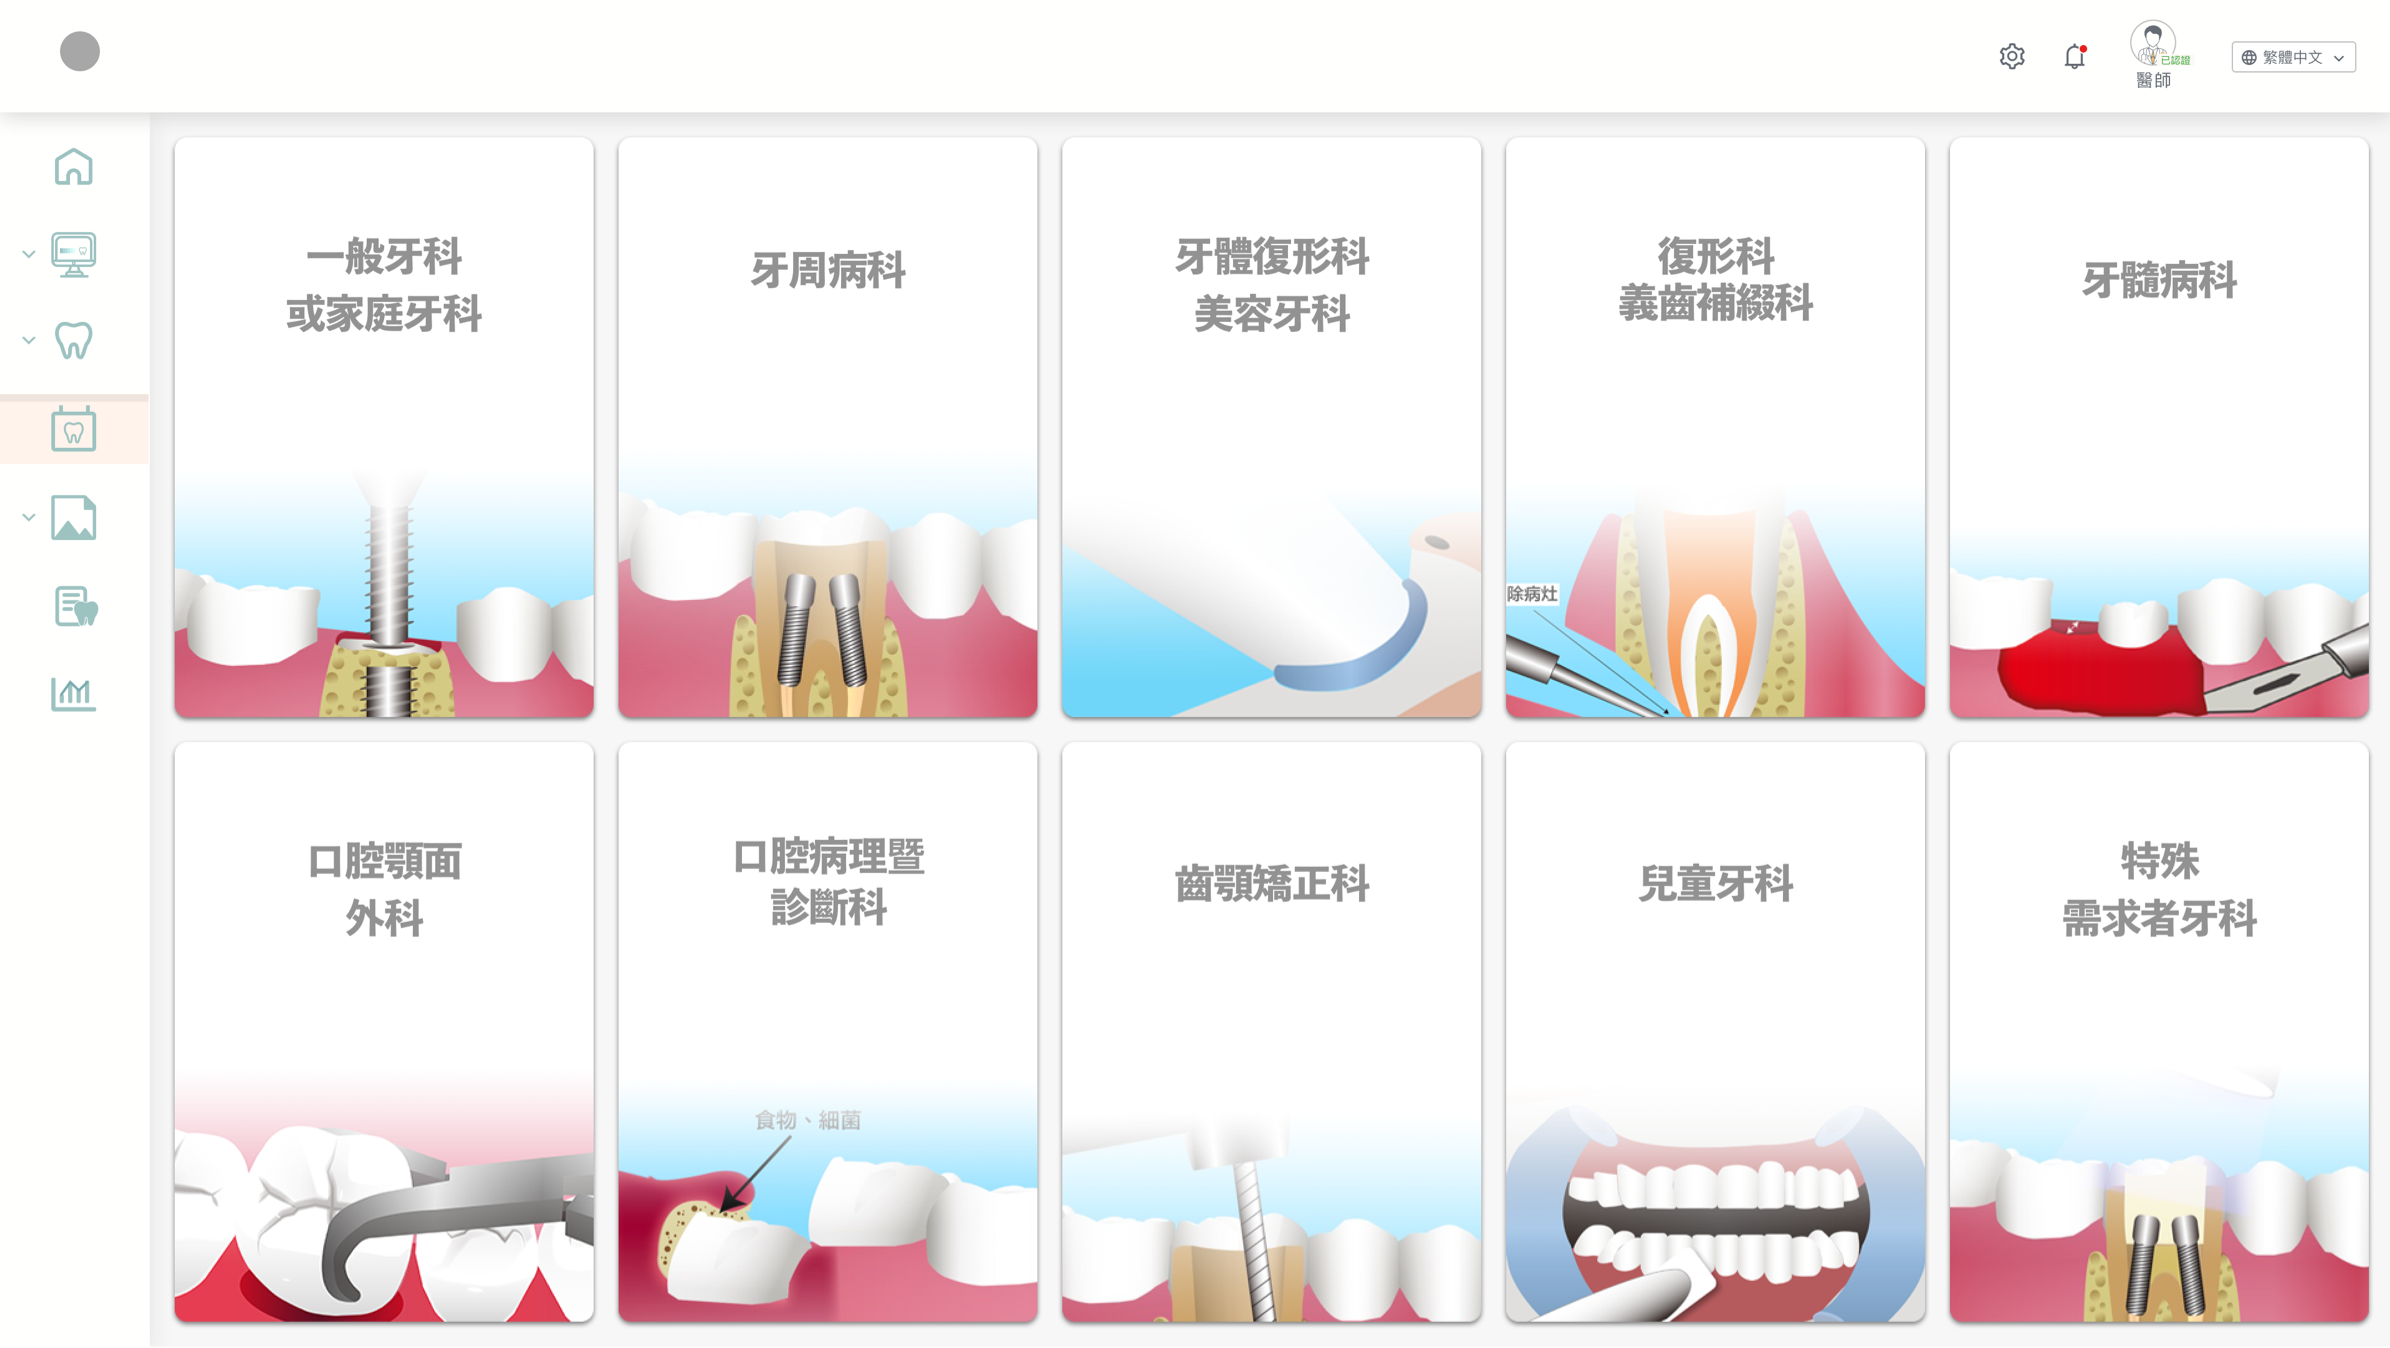 已認證
醫師
繁體中文
一般牙科
或家庭牙科
牙周病科
牙體復形科
美容牙科
復形科
義齒補綴科
除病灶
牙髓病科
口腔顎面
外科
口腔病理暨
診斷科
食物、細菌
齒顎矯正科
兒童牙科
特殊
需求者牙科